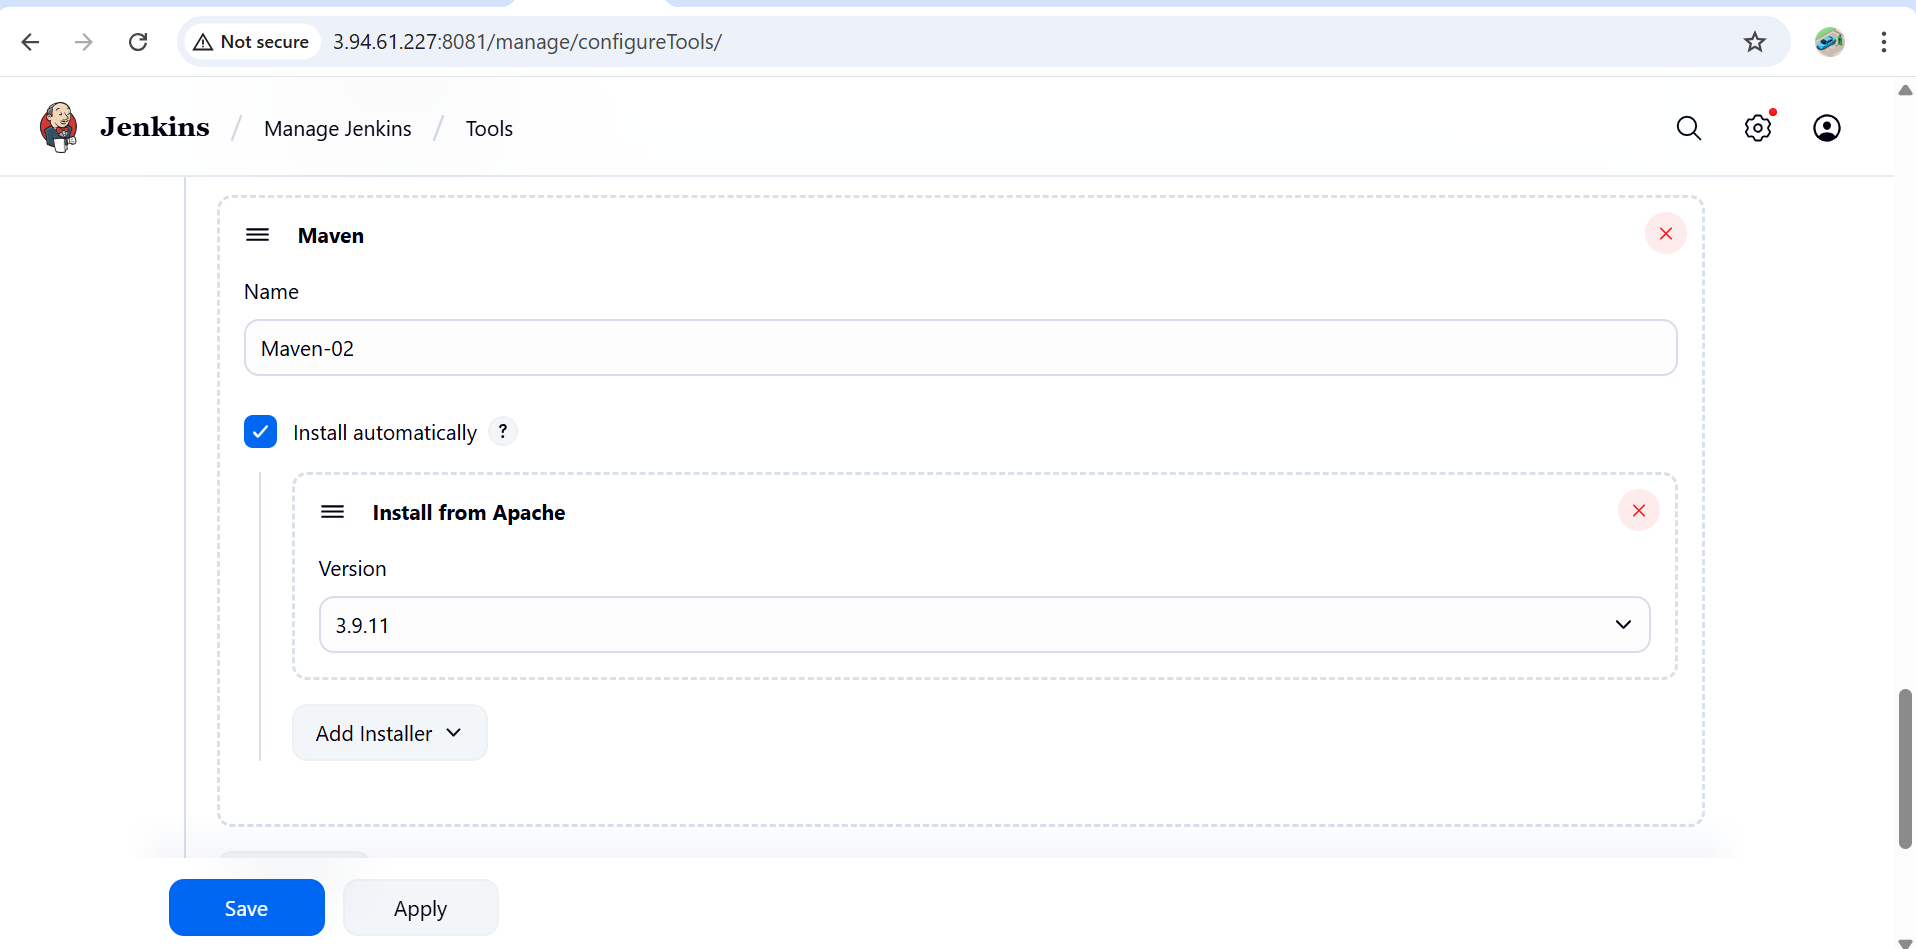 Not secure 3.94.61.227:8081/manage/configureTools/
Jenkins / Manage Jenkins / Tools
Maven
Name
Maven-02
Install automatically ?
Install from Apache
Version
3.9.11
Add Installer
Save Apply